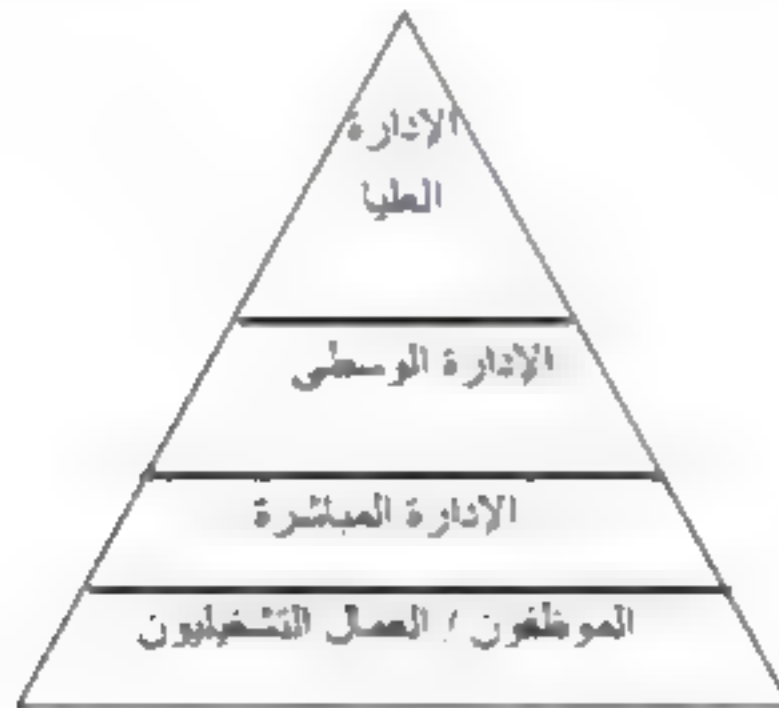 الإدارة
العليا
الإدارة الوسطى
الإدارة المباشرة
الموظفون / العمال التشغيليون